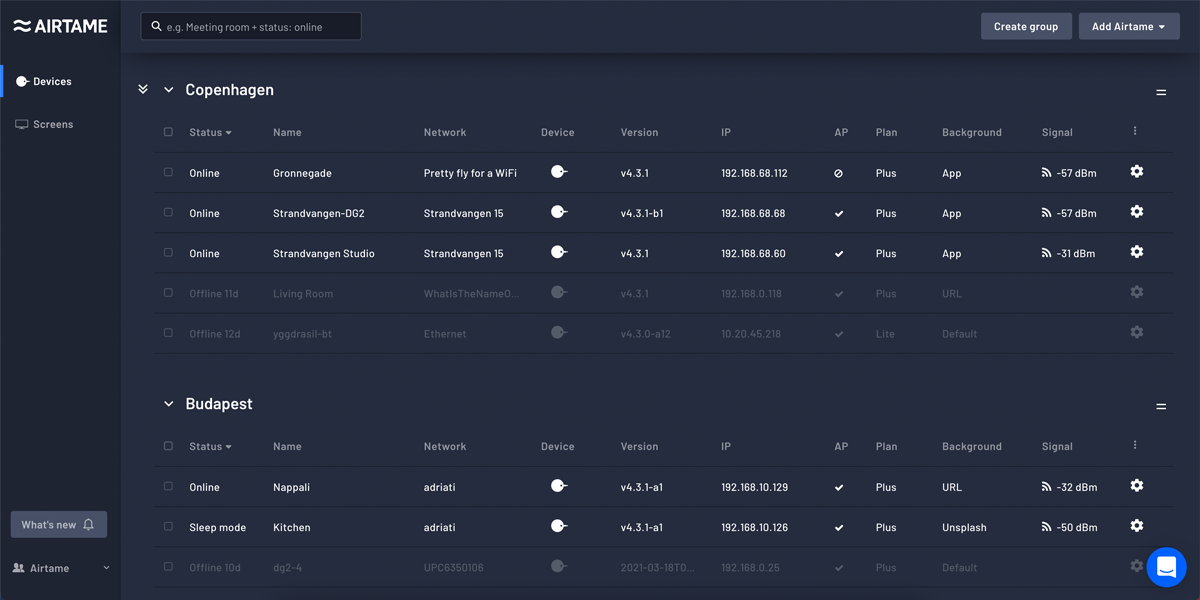 AIRTAME
e.g. Meeting room + status: online
Create group
Add Airtame
Devices
Screens
Copenhagen
Status Name Network Device Version IP AP Plan Background Signal
Online Gronnegade Pretty fly for a WiFi v4.3.1 192.168.68.112 Plus App -57 dBm
Online Strandvangen-DG2 Strandvangen 15 v4.3.1-b1 192.168.68.68 Plus App -57 dBm
Online Strandvangen Studio Strandvangen 15 v4.3.1 192.168.68.60 Plus App -31 dBm
Offline 11d Living Room WhatIsTheNameO... v4.3.1 192.168.0.118 Plus URL
Offline 12d yggdrasil-bt Ethernet v4.3.0-a12 10.20.45.218 Lite Default
Budapest
Status Name Network Device Version IP AP Plan Background Signal
Online Nappali adriati v4.3.1-a1 192.168.10.129 Plus URL -32 dBm
Sleep mode Kitchen adriati v4.3.1-a1 192.168.10.126 Plus Unsplash -50 dBm
Offline 10d dg2-4 UPC6350106 2021-03-18T0... 192.168.0.25 Plus Default
What's new
Airtame